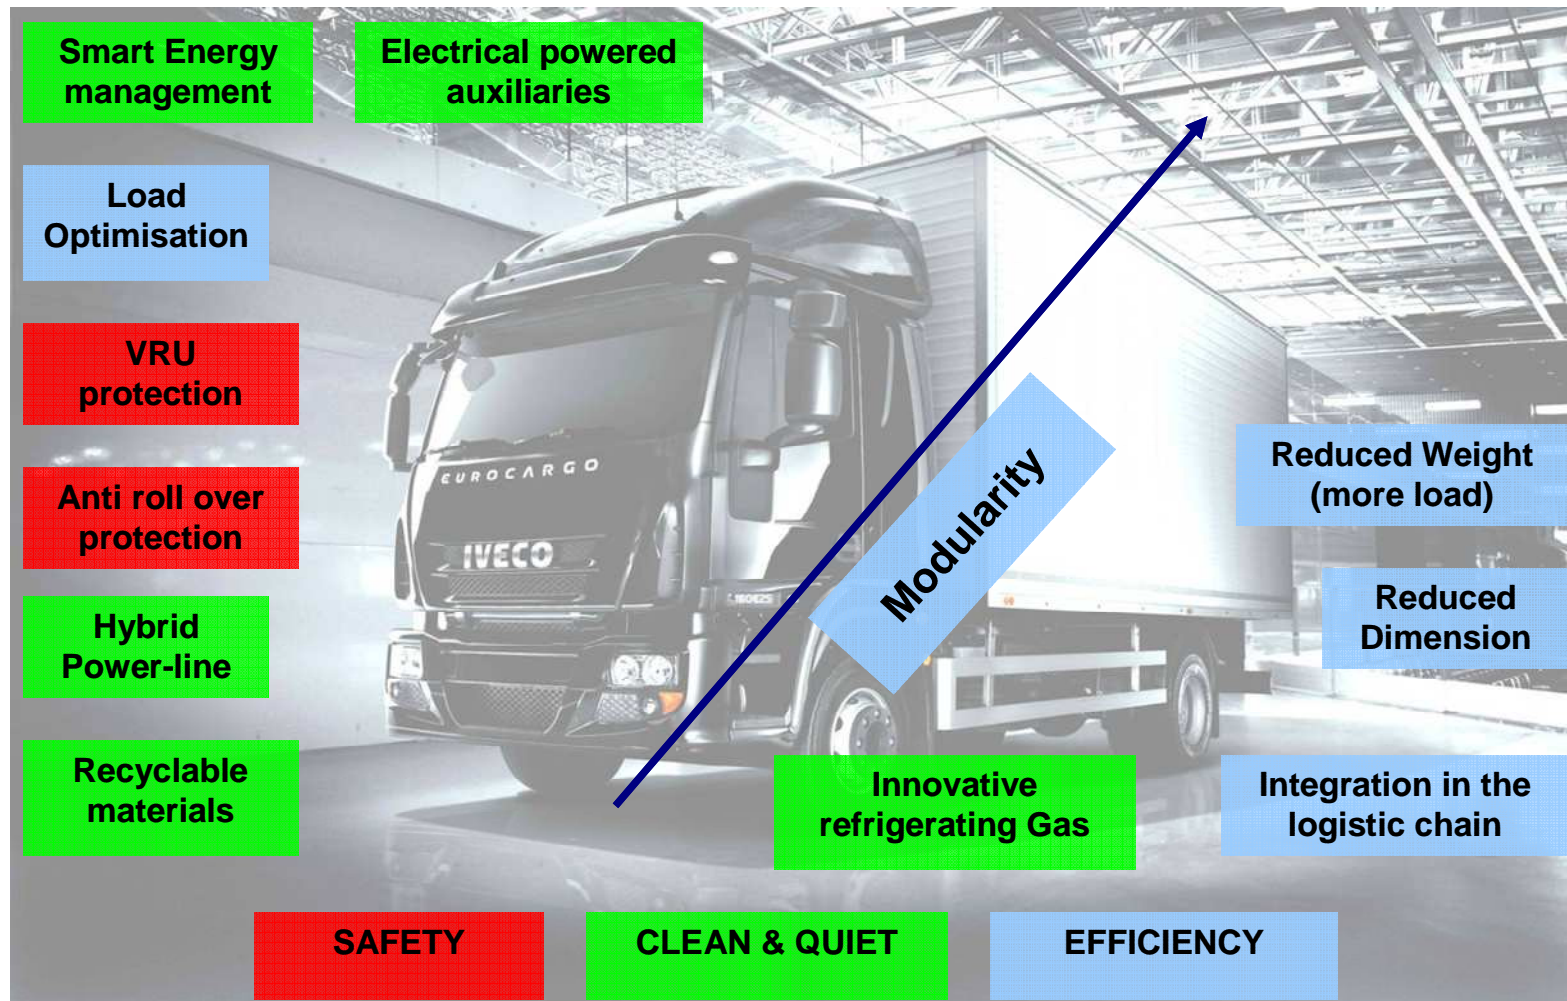 Smart Energy
management
Electrical powered
auxiliaries
Load
Optimisation
VRU
protection
Anti roll over
protection
Hybrid
Power-line
Recyclable
materials
EUROCARGO
IVECO
160E25
Modularity
Reduced Weight
(more load)
Reduced
Dimension
Innovative
refrigerating Gas
Integration in the
logistic chain
SAFETY
CLEAN & QUIET
EFFICIENCY